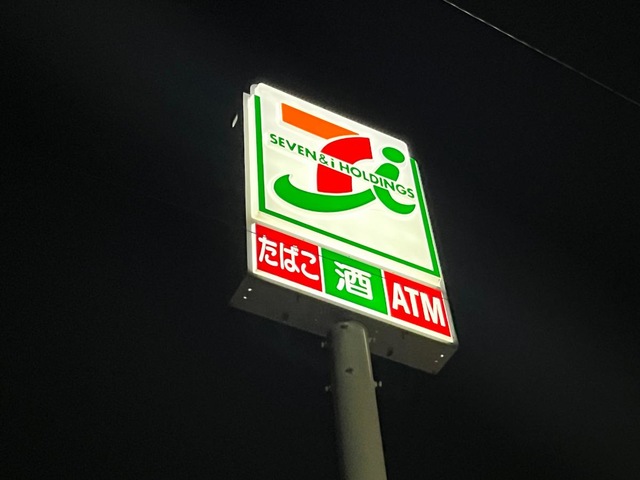 SEVEN&i HOLDINGS
たばこ 酒 ATM